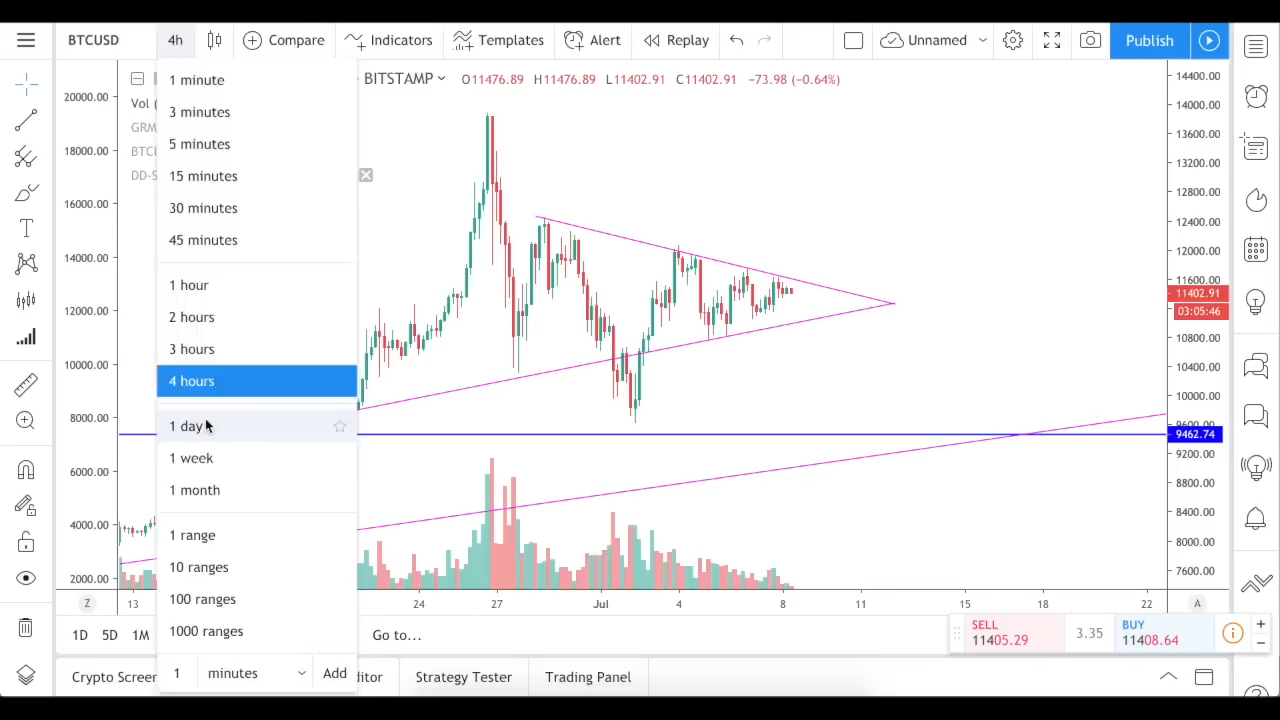 BTCUSD 4h Compare Indicators Templates Alert Replay Unnamed Publish
1 minute
3 minutes
5 minutes
15 minutes
30 minutes
45 minutes
1 hour
2 hours
3 hours
4 hours
1 day
1 week
1 month
1 range
10 ranges
100 ranges
1000 ranges
1 minutes Add
BITSTAMP O11476.89 H11476.89 L11402.91 C11402.91 −73.98 (−0.64%)
Vol (
GRM
BTCU
DD-S
20000.00
18000.00
16000.00
14000.00
12000.00
10000.00
8000.00
6000.00
4000.00
2000.00
14400.00
14000.00
13600.00
13200.00
12800.00
12400.00
12000.00
11600.00
11402.91
03:05:46
11200.00
10800.00
10400.00
10000.00
9600.00
9462.74
9200.00
8800.00
8400.00
8000.00
7600.00
Z 13 24 27 Jul 4 8 11 15 18 22 A
1D 5D 1M Go to...
SELL
11405.29
3.35
BUY
11408.64
Crypto Screen ditor Strategy Tester Trading Panel